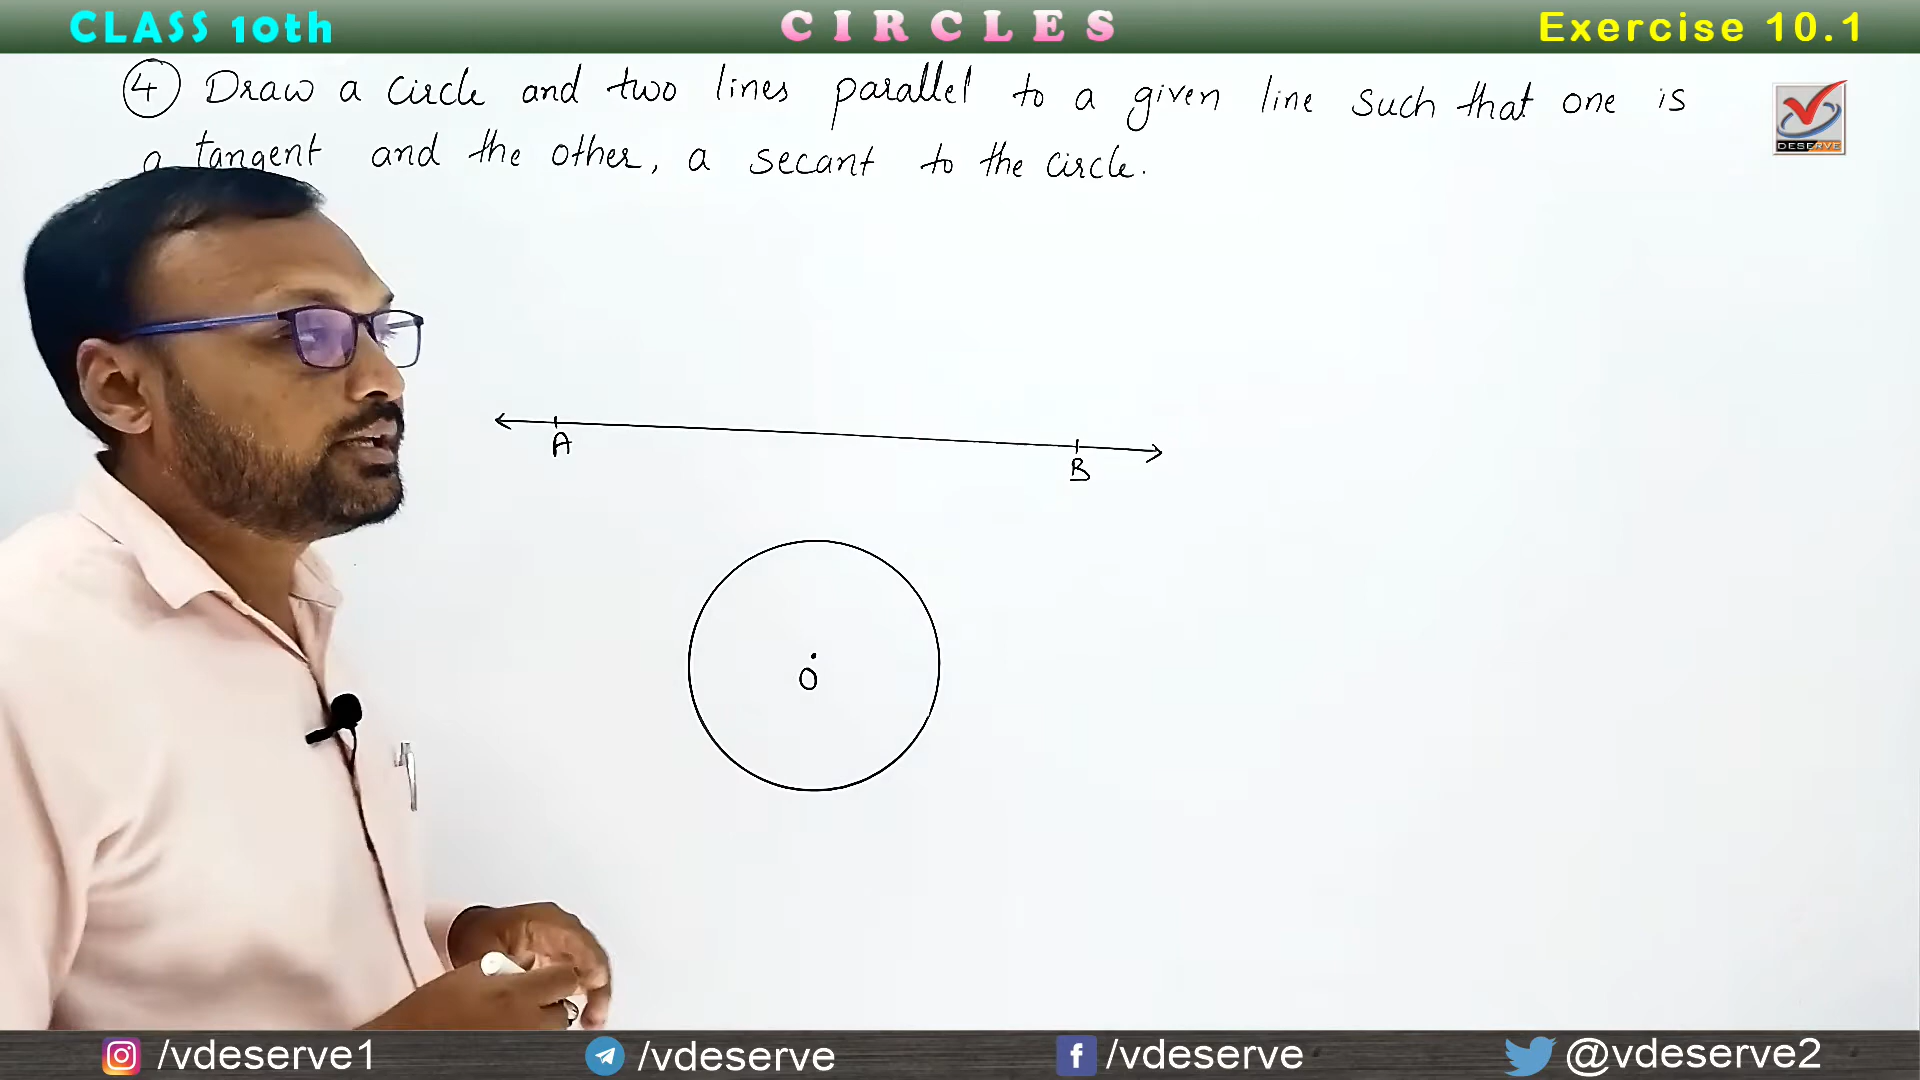 CLASS 10th
CIRCLES
Exercise 10.1
4 Draw a circle and two lines parallel to a given line such that one is
a tangent and the other, a secant to the circle.
DESERVE
A
B
O
/vdeserve1
/vdeserve
/vdeserve
@vdeserve2